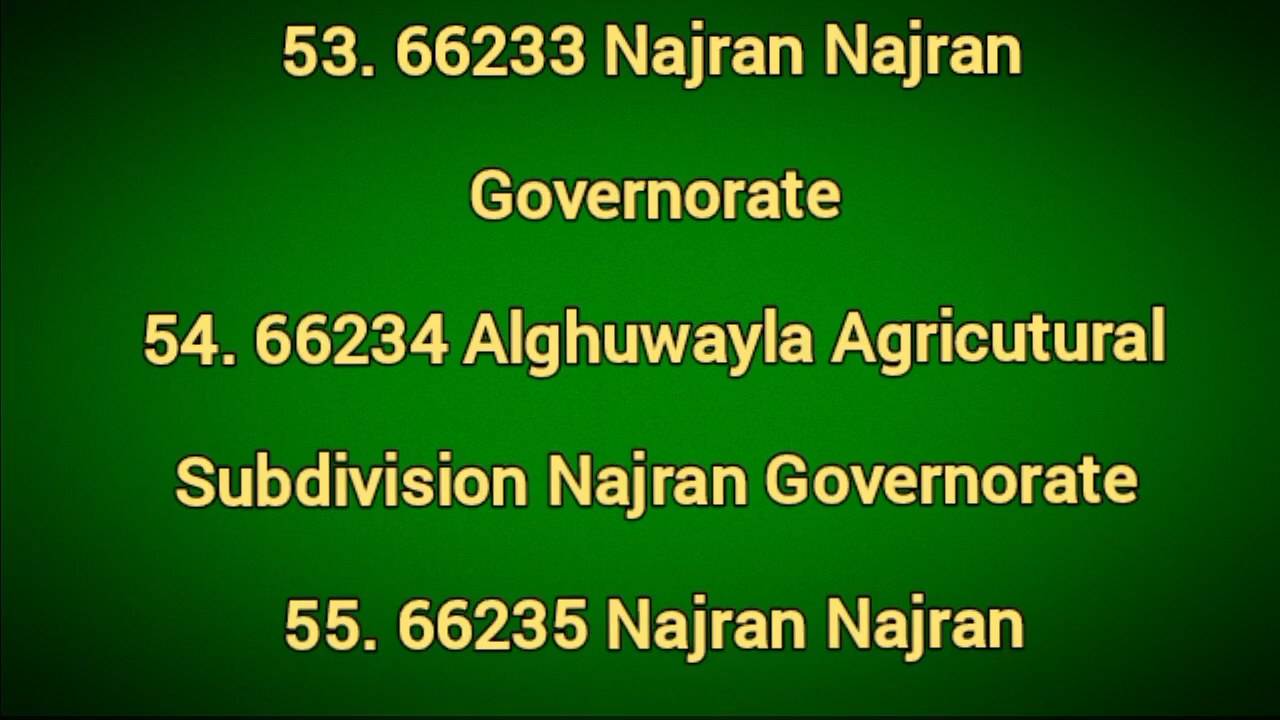 53. 66233 Najran Najran
Governorate
54. 66234 Alghuwayla Agricutural
Subdivision Najran Governorate
55. 66235 Najran Najran